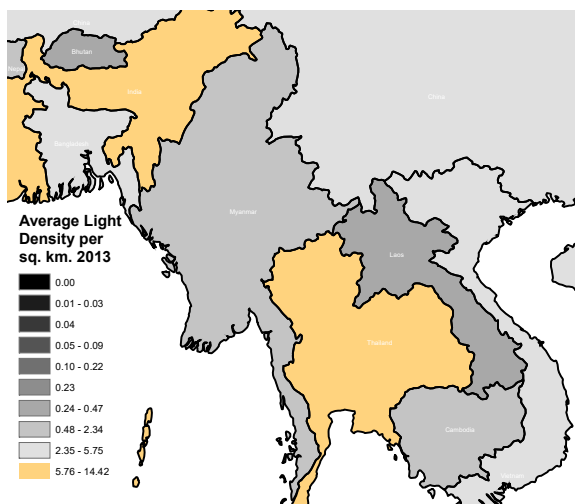 China
Bhutan
Nepal
India
China
Bangladesh
Myanmar
Laos
Thailand
Cambodia
Vietnam
Average Light
Density per
sq. km. 2013
0.00
0.01 - 0.03
0.04
0.05 - 0.09
0.10 - 0.22
0.23
0.24 - 0.47
0.48 - 2.34
2.35 - 5.75
5.76 - 14.42